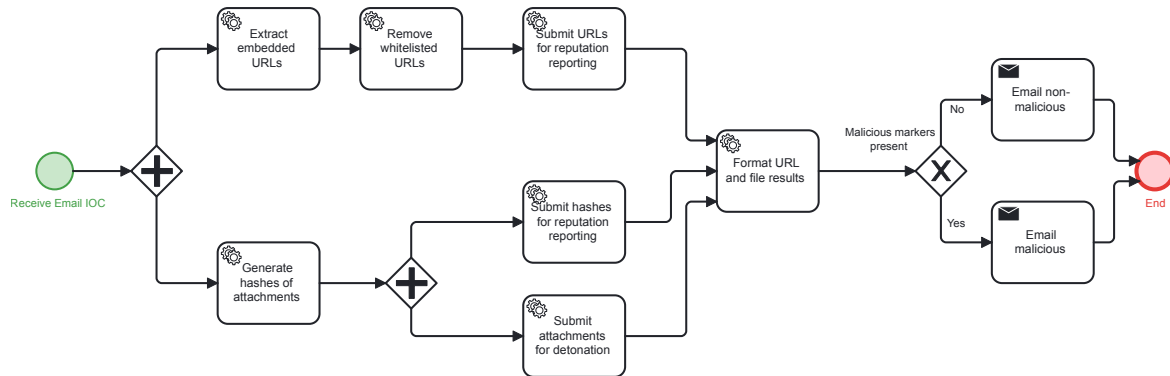 Extract
embedded
URLs
Remove
whitelisted
URLs
Submit URLs
for reputation
reporting
Receive Email IOC
Generate
hashes of
attachments
Submit hashes
for reputation
reporting
Submit
attachments
for detonation
Format URL
and file results
Malicious markers
present
No
Email non-
malicious
Yes
Email
malicious
End